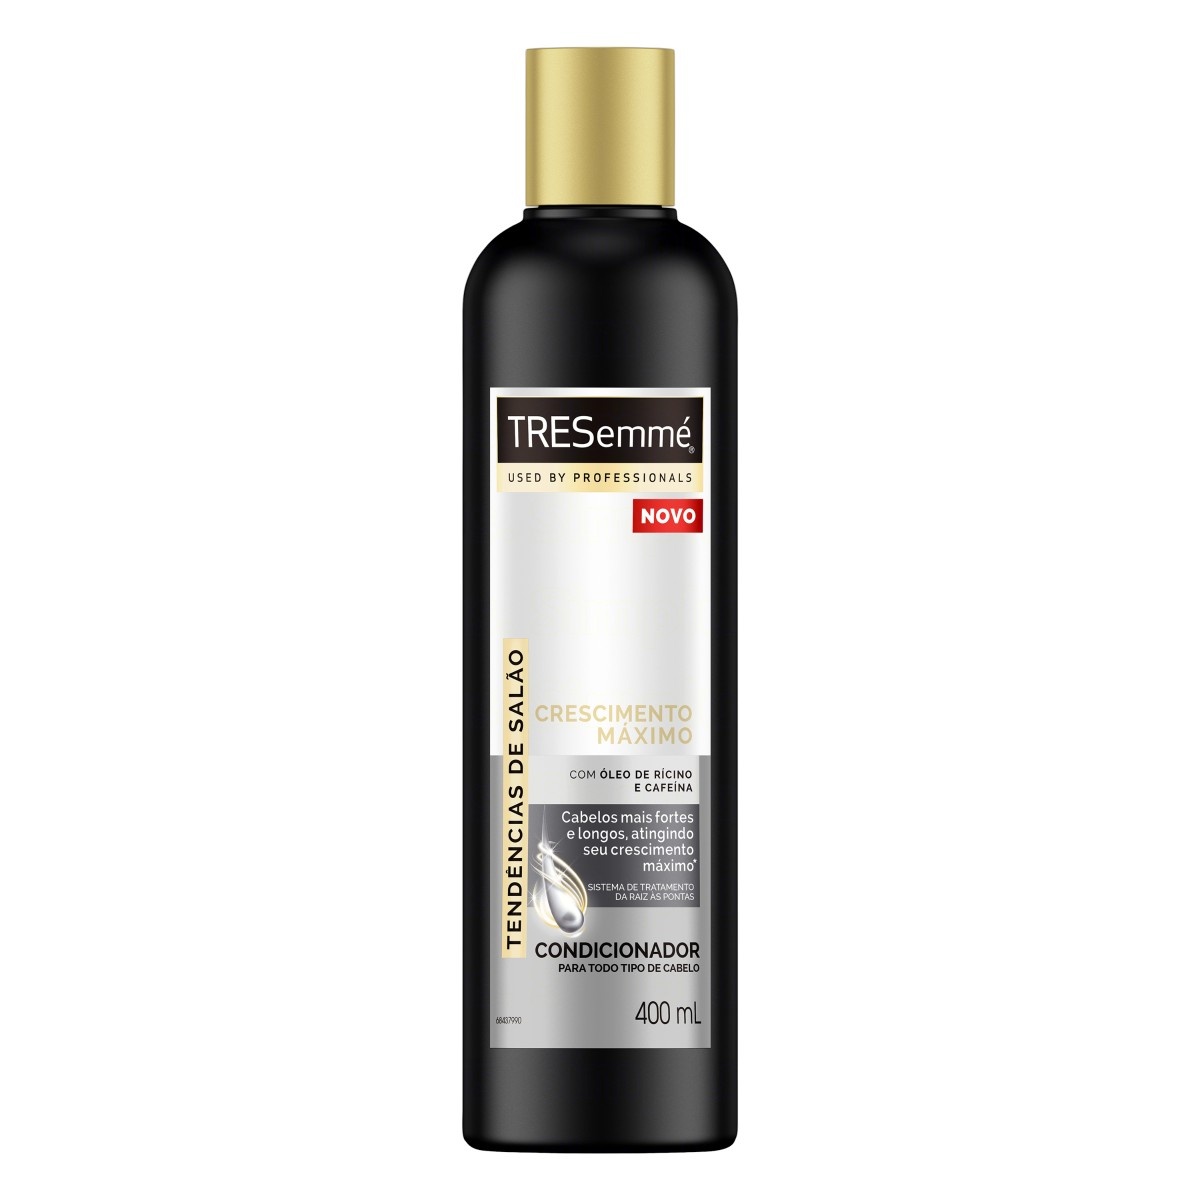 TRESemmé®
USED BY PROFESSIONALS
NOVO
TENDÊNCIAS DE SALÃO
CRESCIMENTO
MÁXIMO
COM ÓLEO DE RÍCINO
E CAFEÍNA
Cabelos mais fortes
e longos, atingindo
seu crescimento
máximo*
SISTEMA DE TRATAMENTO
DA RAIZ ÀS PONTAS
CONDICIONADOR
PARA TODO TIPO DE CABELO
68437990
400 mL